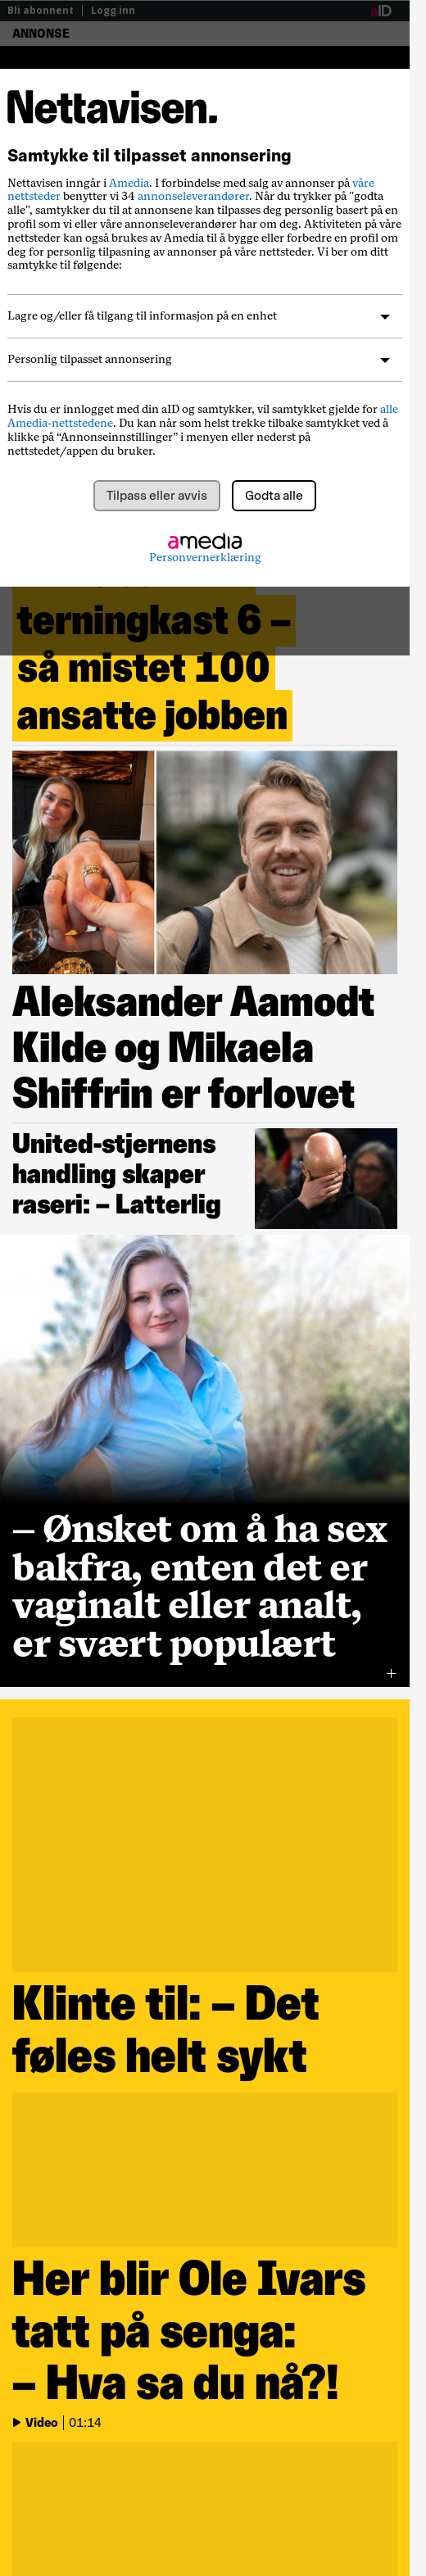 Bli abonnent
Logg inn
aID
ANNONSE
Nettavisen.
Samtykke til tilpasset annonsering
Nettavisen inngår i Amedia. I forbindelse med salg av annonser på våre
nettsteder benytter vi 34 annonseleverandører. Når du trykker på "godta
alle", samtykker du til at annonsene kan tilpasses deg personlig basert på en
profil som vi eller våre annonseleverandører har om deg. Aktiviteten på våre
nettsteder kan også brukes av Amedia til å bygge eller forbedre en profil om
deg for personlig tilpasning av annonser på våre nettsteder. Vi ber om ditt
samtykke til følgende:
Lagre og/eller få tilgang til informasjon på en enhet
Personlig tilpasset annonsering
Hvis du er innlogget med din aID og samtykker, vil samtykket gjelde for alle
Amedia-nettstedene. Du kan når som helst trekke tilbake samtykket ved å
klikke på “Annonseinnstillinger” i menyen eller nederst på
nettstedet/appen du bruker.
Tilpass eller avvis
Godta alle
amedia
Personvernerklæring
terningkast 6 –
så mistet 100
ansatte jobben
Aleksander Aamodt
Kilde og Mikaela
Shiffrin er forlovet
United-stjernens
handling skaper
raseri: – Latterlig
– Ønsket om å ha sex
bakfra, enten det er
vaginalt eller analt,
er svært populært
+
Klinte til: – Det
føles helt sykt
Her blir Ole Ivars
tatt på senga:
– Hva sa du nå?!
Video
01:14